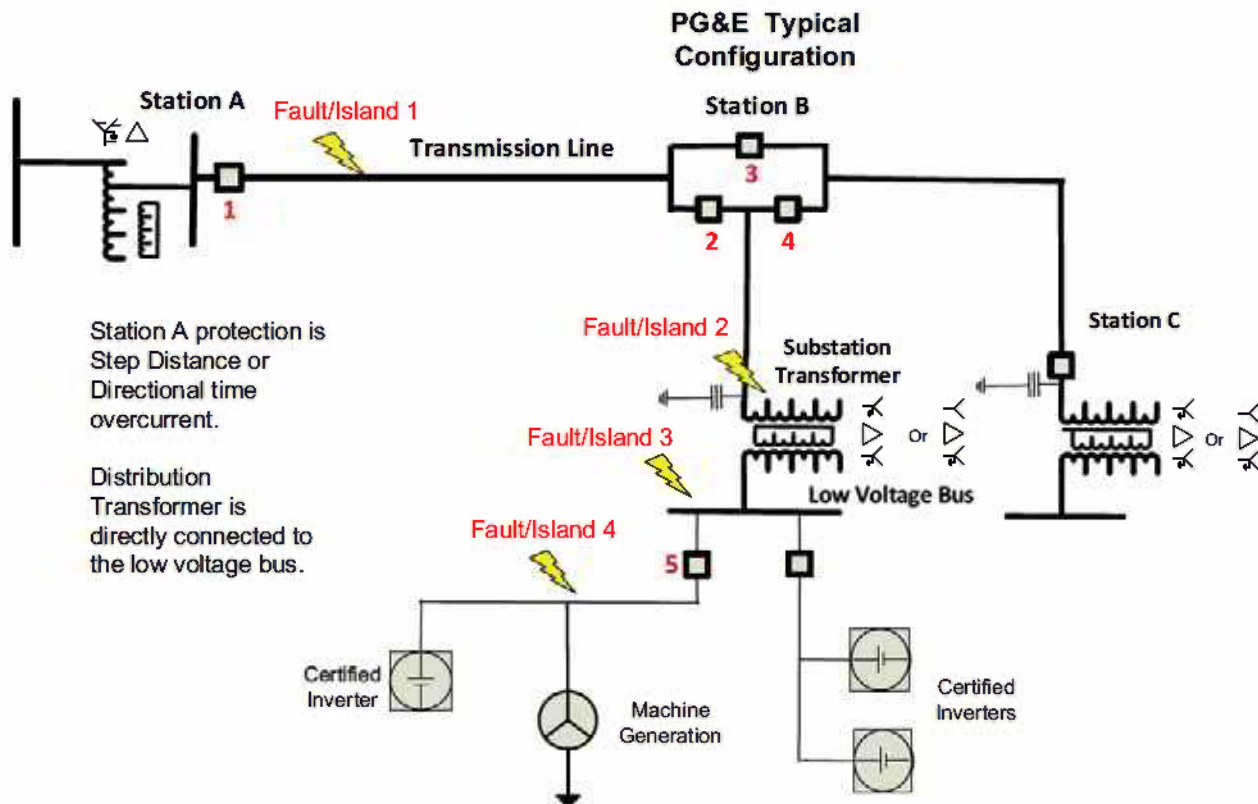 PG&E Typical
Configuration
Station A
Fault/Island 1
Station B
Transmission Line
3
1
2
4
Station A protection is
Step Distance or
Directional time
overcurrent.
Distribution
Transformer is
directly connected to
the low voltage bus.
Fault/Island 2
Substation
Transformer
Station C
Or
Or
Fault/Island 3
Low Voltage Bus
Fault/Island 4
5
Certified
Inverter
Machine
Generation
Certified
Inverters